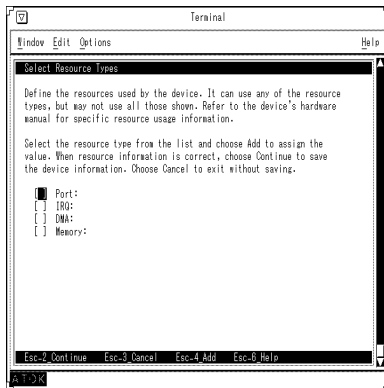 Terminal
Window Edit Options Help
Select Resource Types
Define the resources used by the device. It can use any of the resource
types, but may not use all those shown. Refer to the device's hardware
manual for specific resource usage information.
Select the resource type from the list and choose Add to assign the
value. When resource information is correct, choose Continue to save
the device information. Choose Cancel to exit without saving.
[ ] Port:
[ ] IRQ:
[ ] DMA:
[ ] Memory:
Esc-2_Continue Esc-3_Cancel Esc-4_Add Esc-6_Help